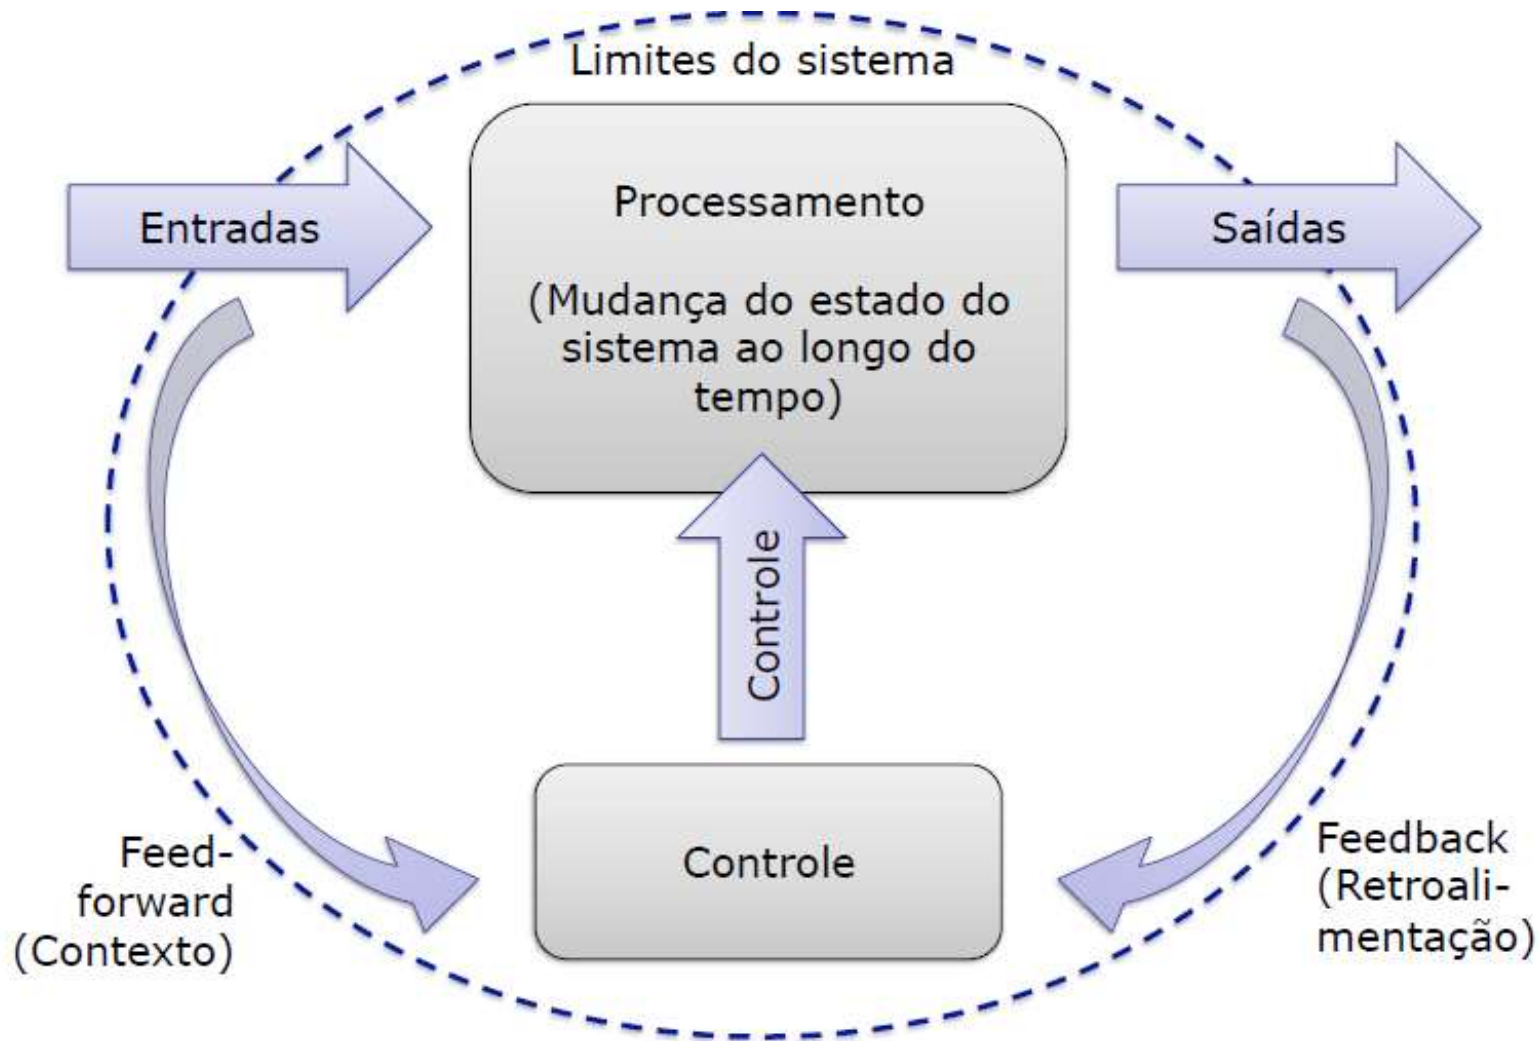 Limites do sistema
Entradas
Processamento
(Mudança do estado do
sistema ao longo do
tempo)
Saídas
Controle
Controle
Feed-
forward
(Contexto)
Feedback
(Retroali-
mentação)